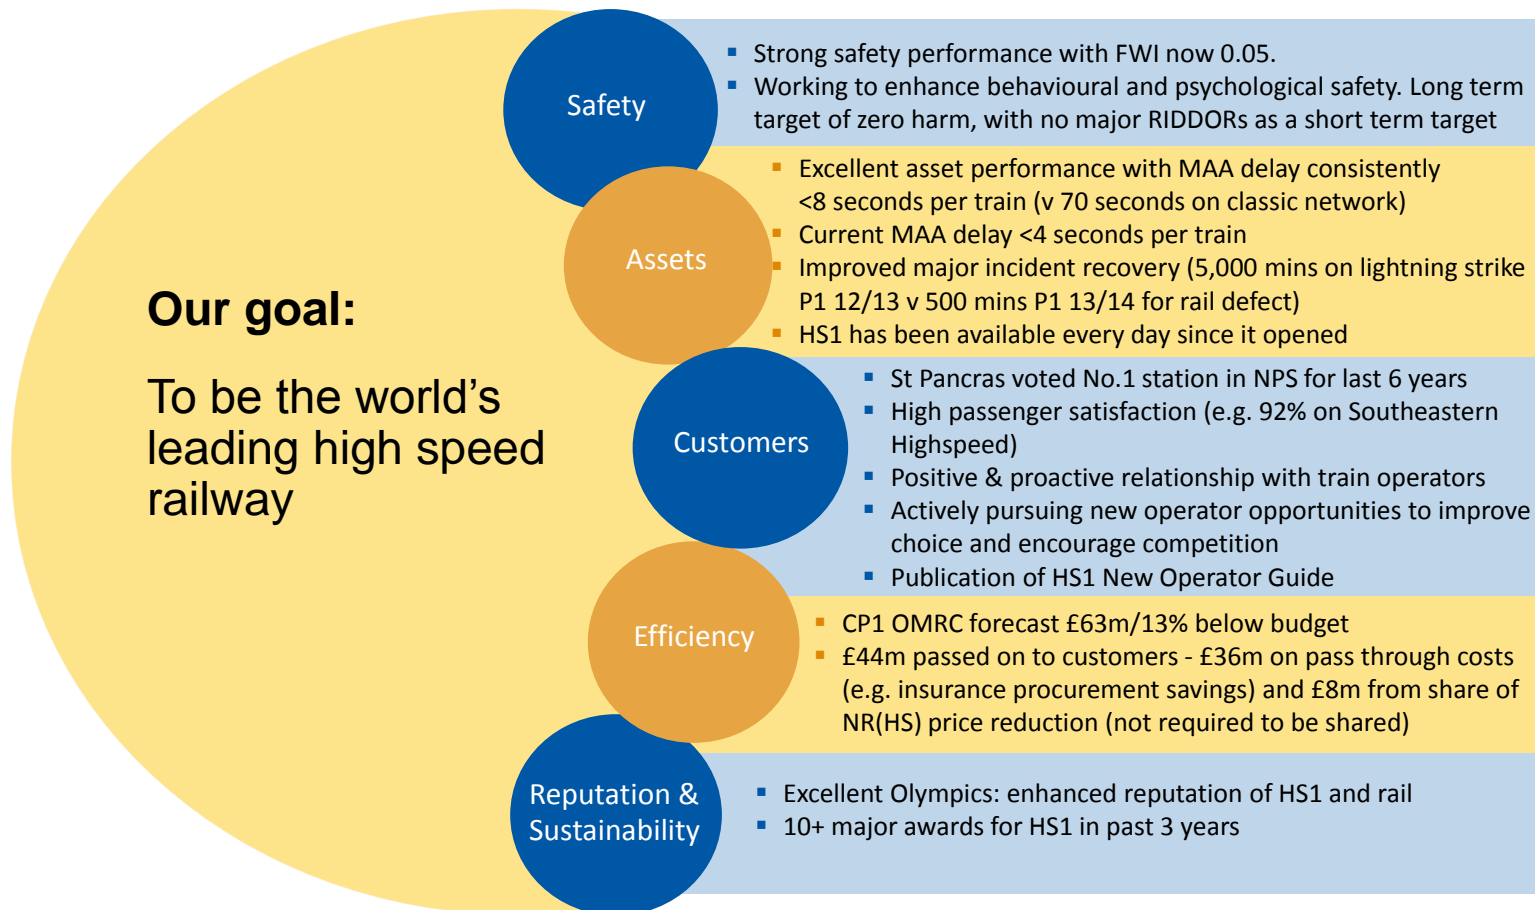 Our goal:
To be the world's
leading high speed
railway
Safety
▪ Strong safety performance with FWI now 0.05.
▪ Working to enhance behavioural and psychological safety. Long term
target of zero harm, with no major RIDDORs as a short term target
Assets
▪ Excellent asset performance with MAA delay consistently
<8 seconds per train (v 70 seconds on classic network)
▪ Current MAA delay <4 seconds per train
▪ Improved major incident recovery (5,000 mins on lightning strike
P1 12/13 v 500 mins P1 13/14 for rail defect)
▪ HS1 has been available every day since it opened
Customers
▪ St Pancras voted No.1 station in NPS for last 6 years
▪ High passenger satisfaction (e.g. 92% on Southeastern
Highspeed)
▪ Positive & proactive relationship with train operators
▪ Actively pursuing new operator opportunities to improve
choice and encourage competition
▪ Publication of HS1 New Operator Guide
Efficiency
▪ CP1 OMRC forecast £63m/13% below budget
▪ £44m passed on to customers - £36m on pass through costs
(e.g. insurance procurement savings) and £8m from share of
NR(HS) price reduction (not required to be shared)
Reputation &
Sustainability
▪ Excellent Olympics: enhanced reputation of HS1 and rail
▪ 10+ major awards for HS1 in past 3 years